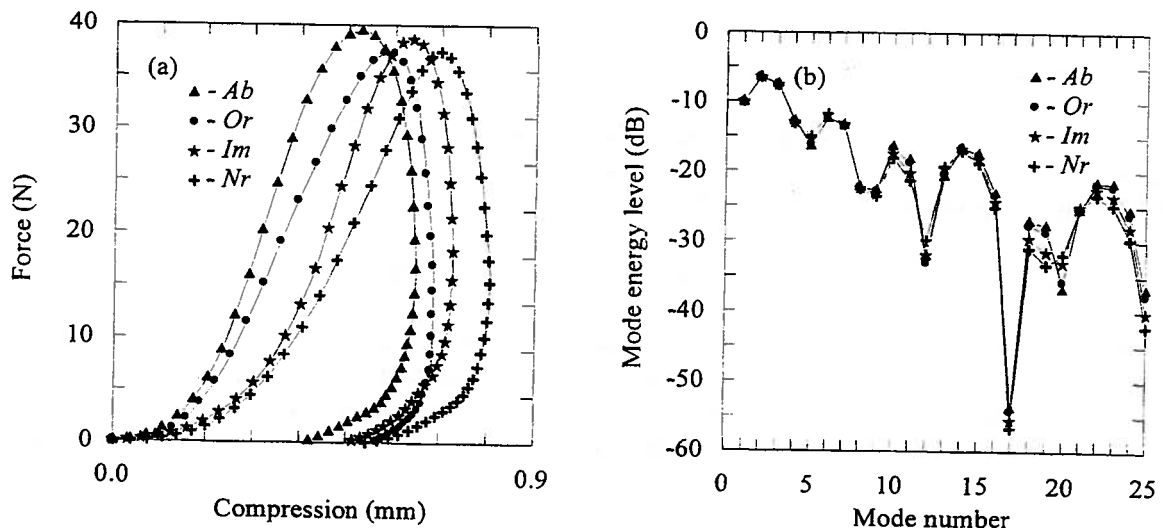 40
30
20
10
0
Force (N)
(a)
▲ - Ab
● - Or
★ - Im
+ - Nr
0.0
0.9
Compression (mm)
0
-10
-20
-30
-40
-50
-60
Mode energy level (dB)
(b)
▲ - Ab
● - Or
★ - Im
+ - Nr
0
5
10
15
20
25
Mode number